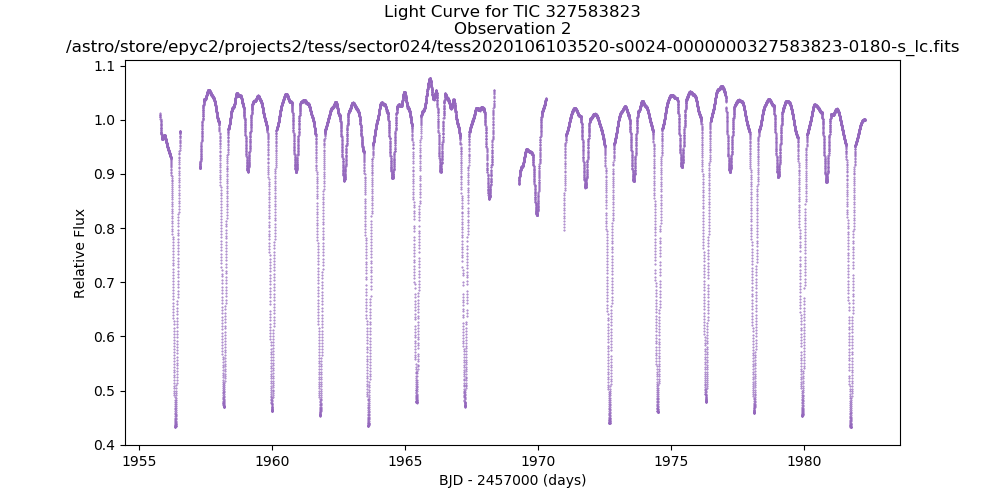 Light Curve for TIC 327583823
Observation 2
/astro/store/epyc2/projects2/tess/sector024/tess2020106103520-s0024-0000000327583823-0180-s_lc.fits
1.1
1.0
0.9
0.8
0.7
0.6
0.5
0.4
Relative Flux
1955
1960
1965
1970
1975
1980
BJD - 2457000 (days)